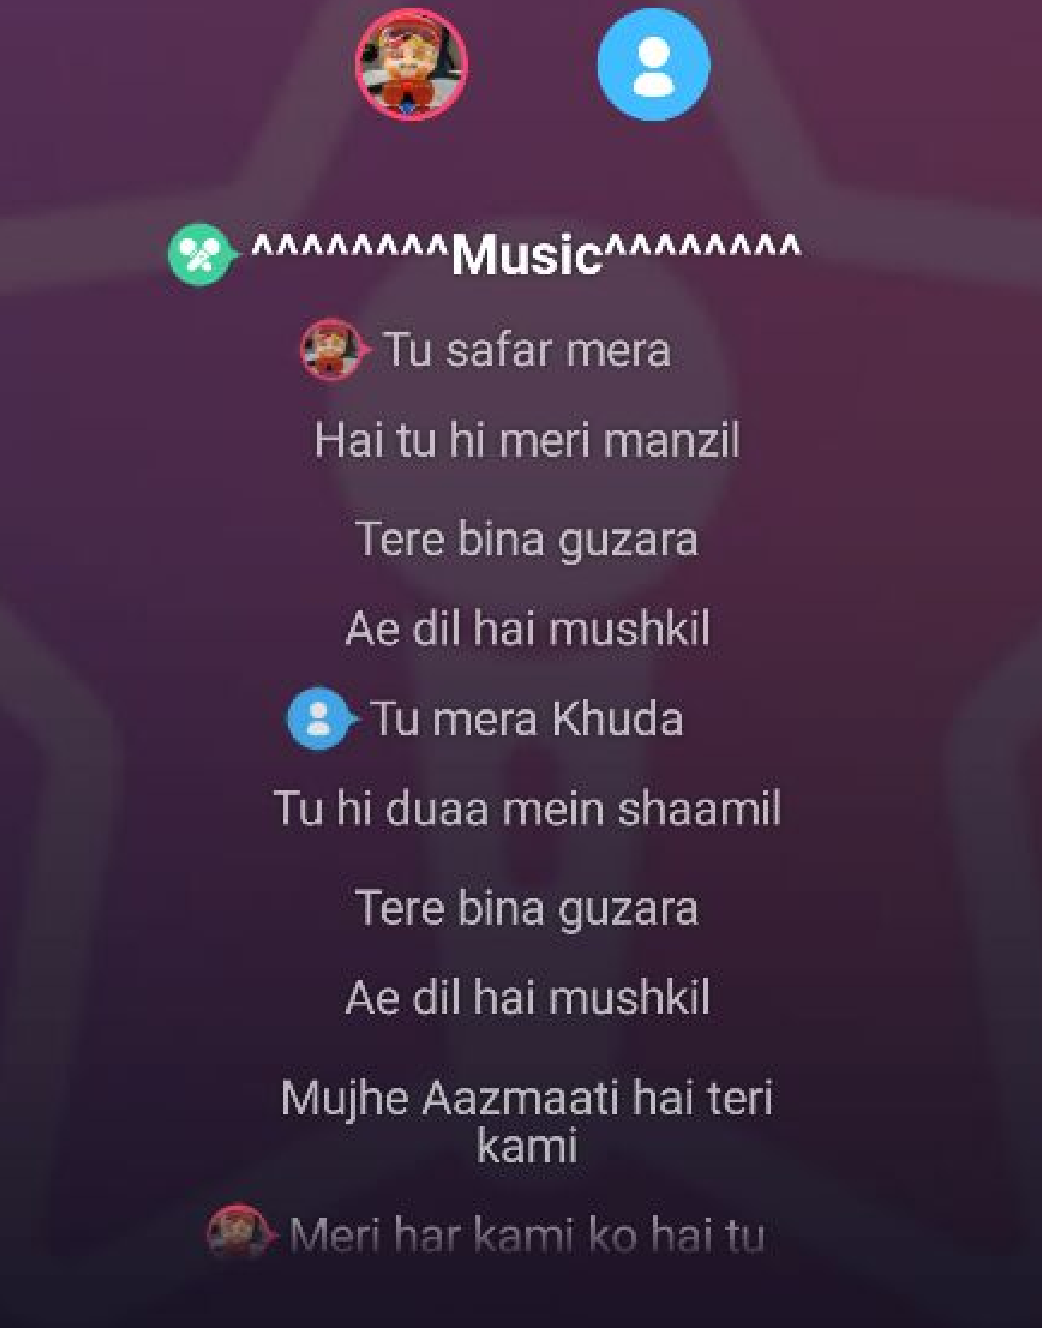 ^^^^^^^^Music^^^^^^^^
Tu safar mera
Hai tu hi meri manzil
Tere bina guzara
Ae dil hai mushkil
Tu mera Khuda
Tu hi duaa mein shaamil
Tere bina guzara
Ae dil hai mushkil
Mujhe Aazmaati hai teri
kami
Meri har kami ko hai tu